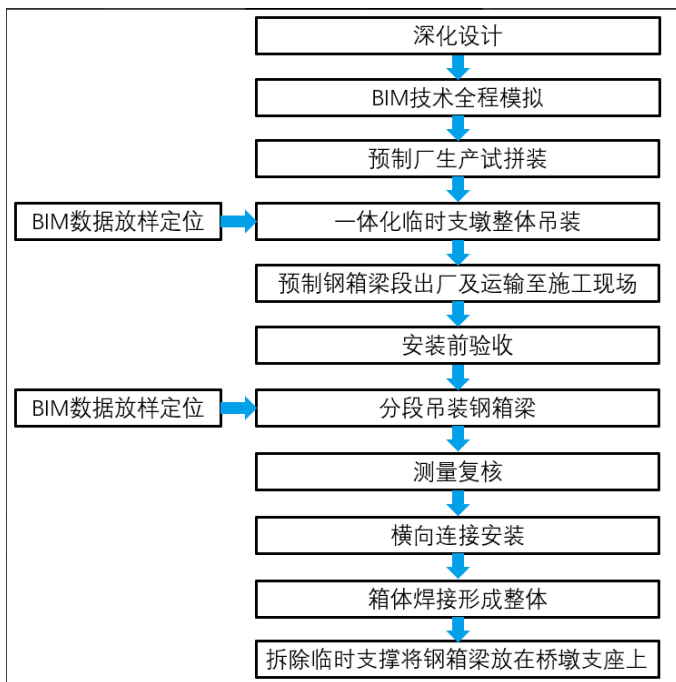 深化设计
BIM技术全程模拟
预制厂生产试拼装
BIM数据放样定位
一体化临时支墩整体吊装
预制钢箱梁段出厂及运输至施工现场
安装前验收
BIM数据放样定位
分段吊装钢箱梁
测量复核
横向连接安装
箱体焊接形成整体
拆除临时支撑将钢箱梁放在桥墩支座上